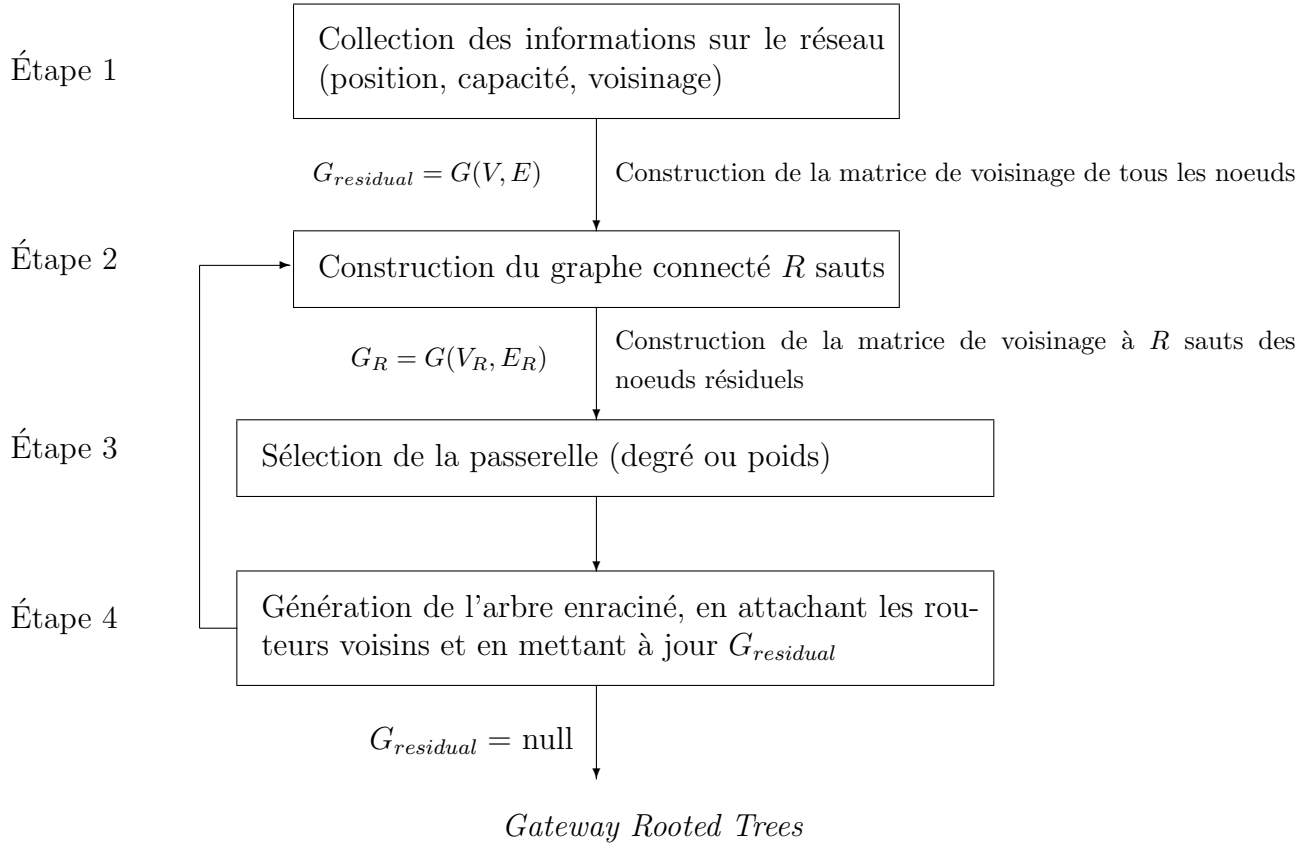 Étape 1
Collection des informations sur le réseau
(position, capacité, voisinage)
G_{residual} = G(V, E)
Construction de la matrice de voisinage de tous les noeuds
Étape 2
Construction du graphe connecté R sauts
G_R = G(V_R, E_R)
Construction de la matrice de voisinage à R sauts des
noeuds résiduels
Étape 3
Sélection de la passerelle (degré ou poids)
Étape 4
Génération de l'arbre enraciné, en attachant les rou-
teurs voisins et en mettant à jour G_{residual}
G_{residual} = null
Gateway Rooted Trees